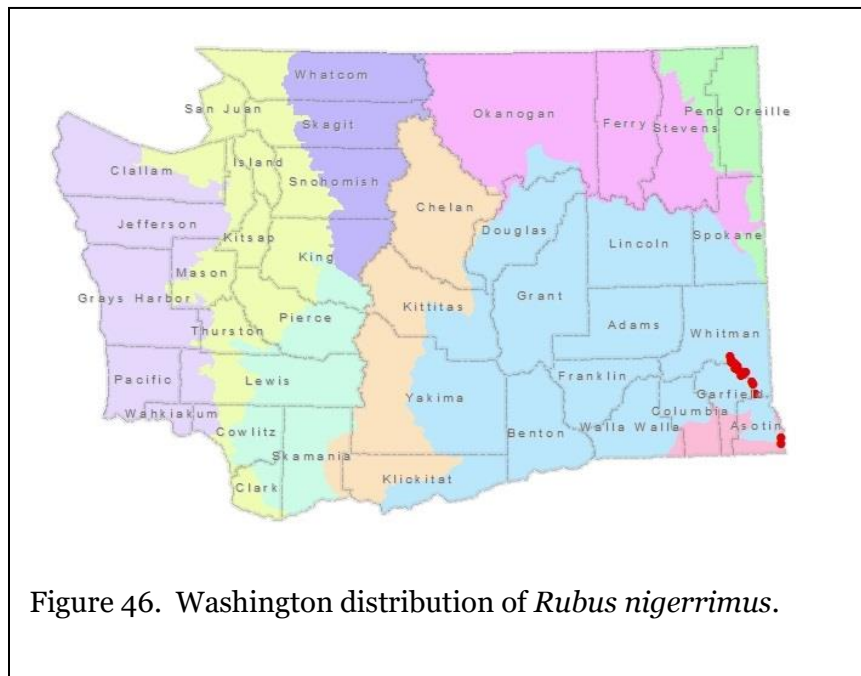 Whatcom
San Juan
Skagit
Okanogan
Ferry
Pend Oreille
Stevens
Island
Clallam
Snohomish
Chelan
Jefferson
Kitsap
Douglas
Lincoln
Spokane
King
Mason
Grays Harbor
Kittitas
Grant
Adams
Whitman
Thurston
Pierce
Pacific
Lewis
Yakima
Franklin
Garfield
Wahkiakum
Columbia
Cowlitz
Benton
Walla Walla
Asotin
Skamania
Klickitat
Clark
Figure 46. Washington distribution of Rubus nigerrimus.